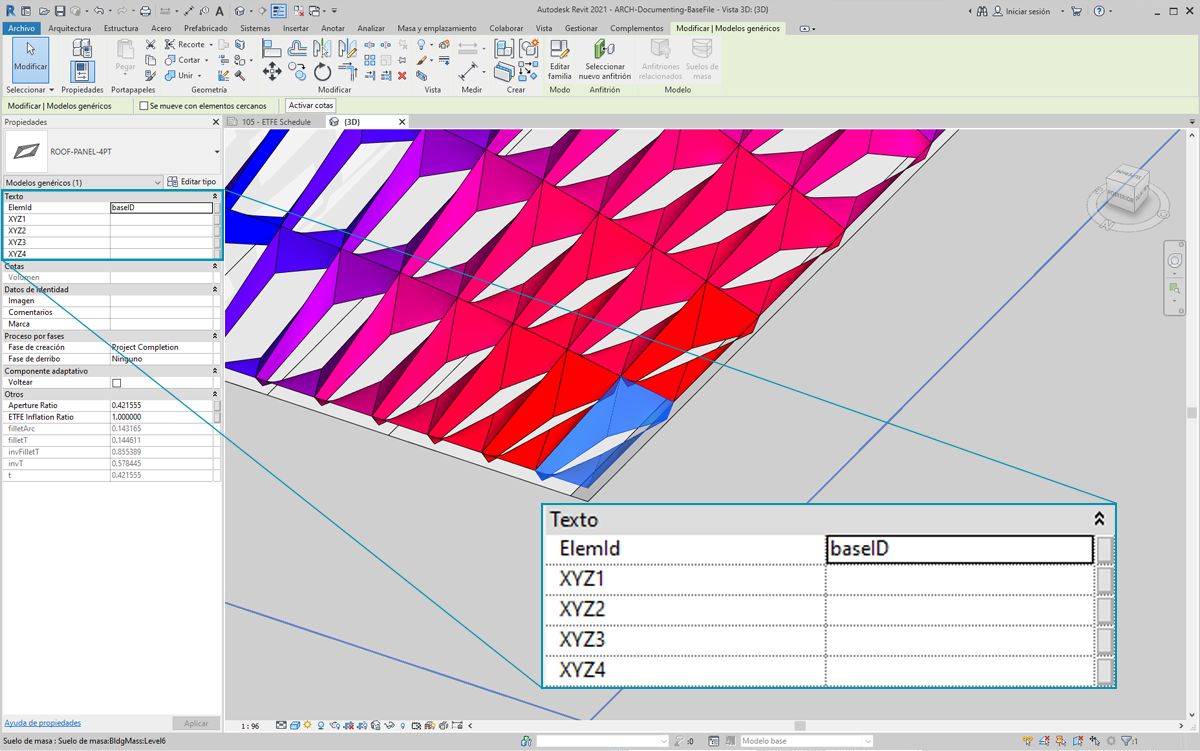 Autodesk Revit 2021 - ARCH-Documenting-BaseFile - Vista 3D: {3D}
Iniciar sesión
Archivo Arquitectura Estructura Acero Prefabricado Sistemas Insertar Anotar Analizar Masa y emplazamiento Colaborar Vista Gestionar Complementos Modificar | Modelos genéricos
Modificar
Pegar
Recorte
Cortar
Unir
Editar familia
Seleccionar nuevo anfitrión
Anfitriones relacionados
Suelos de masa
Seleccionar Propiedades Portapapeles Geometría Modificar Vista Medir Crear Modo Anfitrión Modelo
Modificar | Modelos genéricos
Se mueve con elementos cercanos
Activar cotas
Propiedades
105 - ETFE Schedule
{3D}
ROOF-PANEL-4PT
Modelos genéricos (1)
Editar tipo
Texto
ElemId baseID
XYZ1
XYZ2
XYZ3
XYZ4
Cotas
Volumen
Datos de identidad
Imagen
Comentarios
Marca
Proceso por fases
Fase de creación Project Completion
Fase de derribo Ninguno
Componente adaptativo
Voltear
Otros
Aperture Ratio 0.421555
ETFE Inflation Ratio 1.000000
filletArc 0.143165
filletT 0.144611
invFilletT 0.855389
invT 0.578445
t 0.421555
Texto
ElemId baseID
XYZ1
XYZ2
XYZ3
XYZ4
Ayuda de propiedades
Aplicar
1 : 96
Suelo de masa : Suelo de masa:BldgMass:Level6
:0
Modelo base
:1